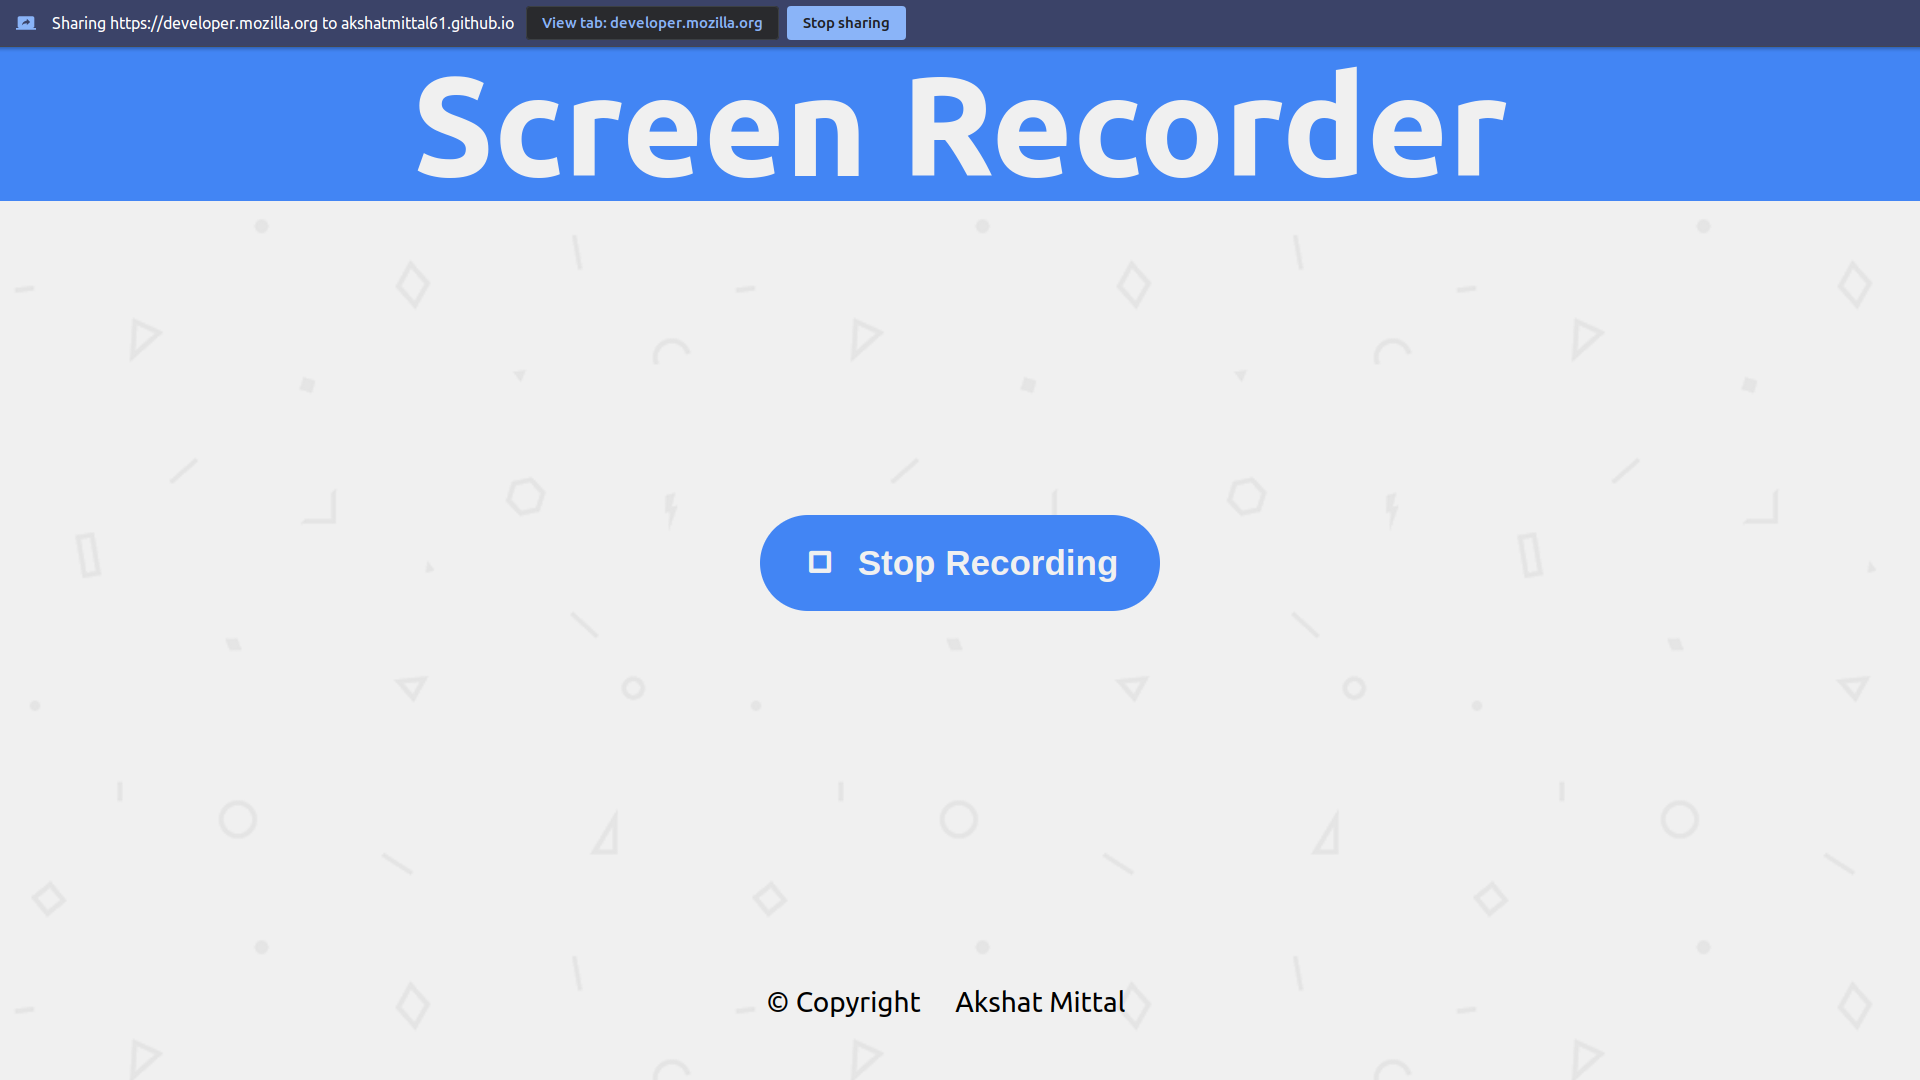 Sharing https://developer.mozilla.org to akshatmittal61.github.io View tab: developer.mozilla.org Stop sharing
Screen Recorder
Stop Recording
© Copyright Akshat Mittal